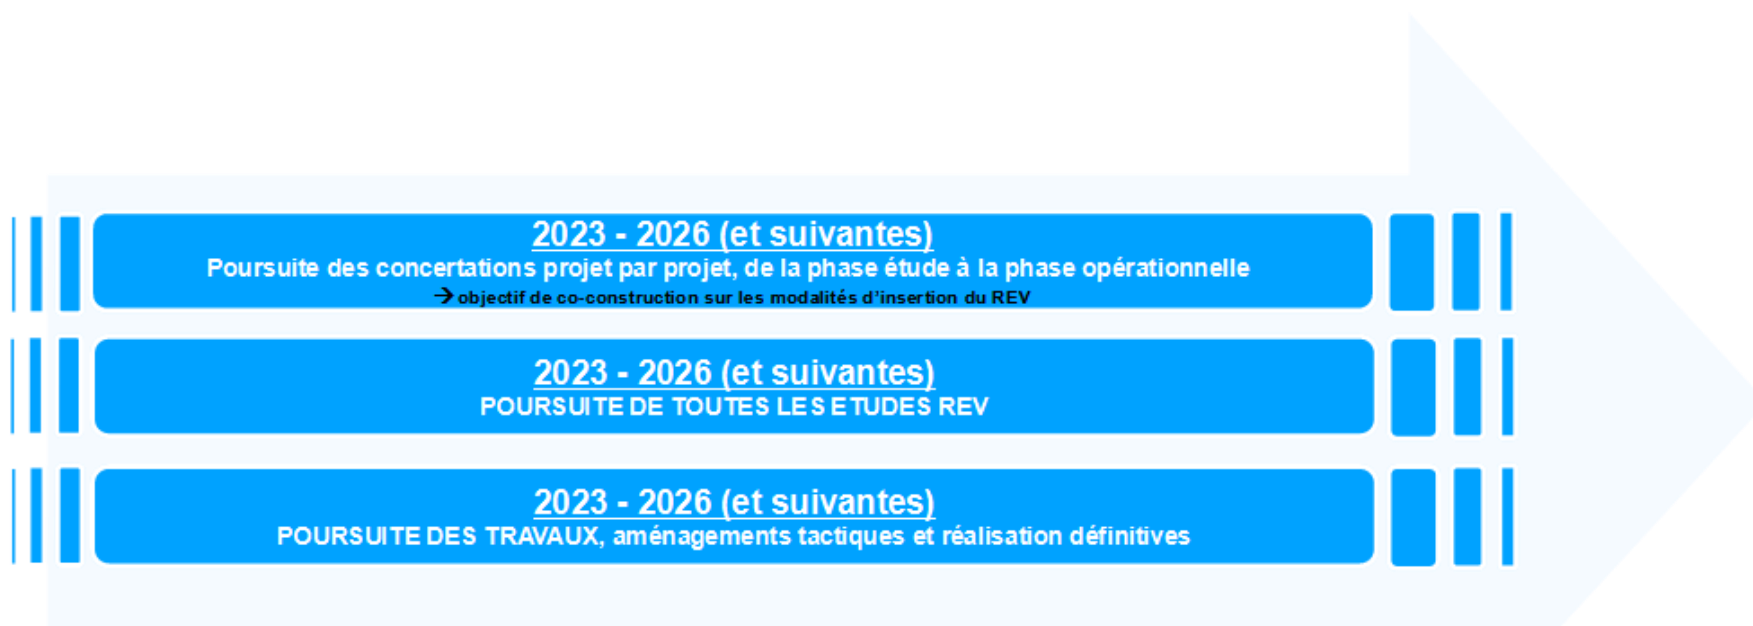 2023 - 2026 (et suivantes)
Poursuite des concertations projet par projet, de la phase étude à la phase opérationnelle
→ objectif de co-construction sur les modalités d'insertion du REV
2023 - 2026 (et suivantes)
POURSUITE DE TOUTES LES ETUDES REV
2023 - 2026 (et suivantes)
POURSUITE DES TRAVAUX, aménagements tactiques et réalisation définitives